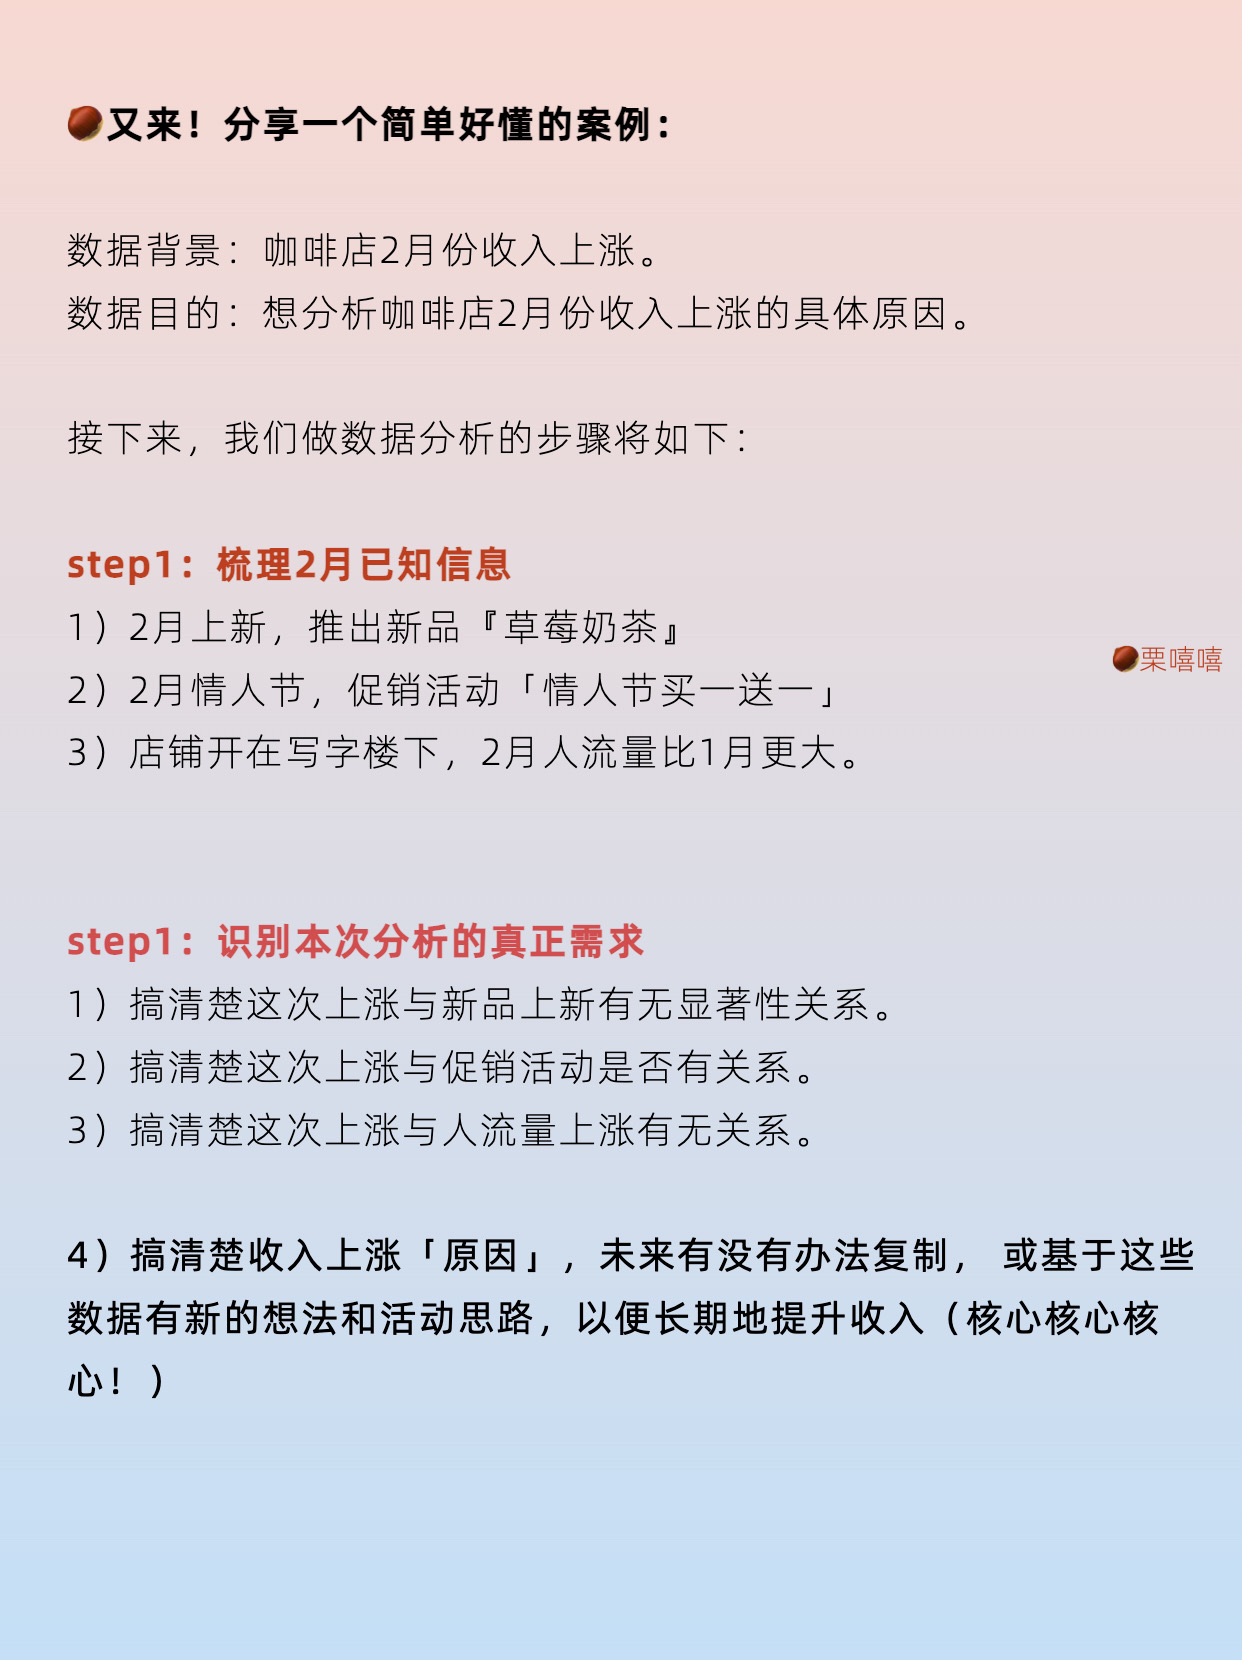 🌰又来！分享一个简单好懂的案例：
数据背景：咖啡店2月份收入上涨。
数据目的：想分析咖啡店2月份收入上涨的具体原因。
接下来，我们做数据分析的步骤将如下：
step1：梳理2月已知信息
1）2月上新，推出新品『草莓奶茶』
🌰栗嘻嘻
2）2月情人节，促销活动「情人节买一送一」
3）店铺开在写字楼下，2月人流量比1月更大。
step1：识别本次分析的真正需求
1）搞清楚这次上涨与新品上新有无显著性关系。
2）搞清楚这次上涨与促销活动是否有关系。
3）搞清楚这次上涨与人流量上涨有无关系。
4）搞清楚收入上涨「原因」，未来有没有办法复制， 或基于这些
数据有新的想法和活动思路，以便长期地提升收入（核心核心核
心！）